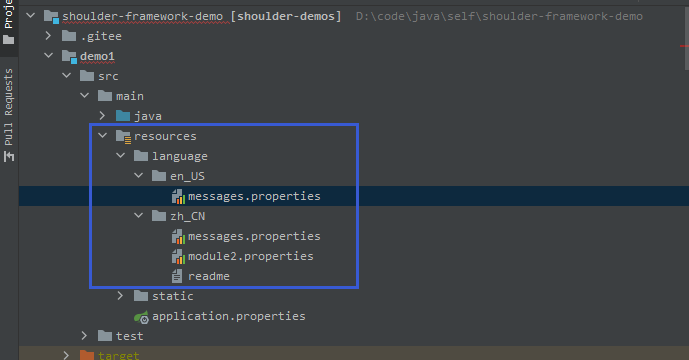 Proje
Pull Requests
shoulder-framework-demo [shoulder-demos] D:\code\java\self\shoulder-framework-demo
.gitee
demo1
src
main
java
resources
language
en_US
messages.properties
zh_CN
messages.properties
module2.properties
readme
static
application.properties
test
target